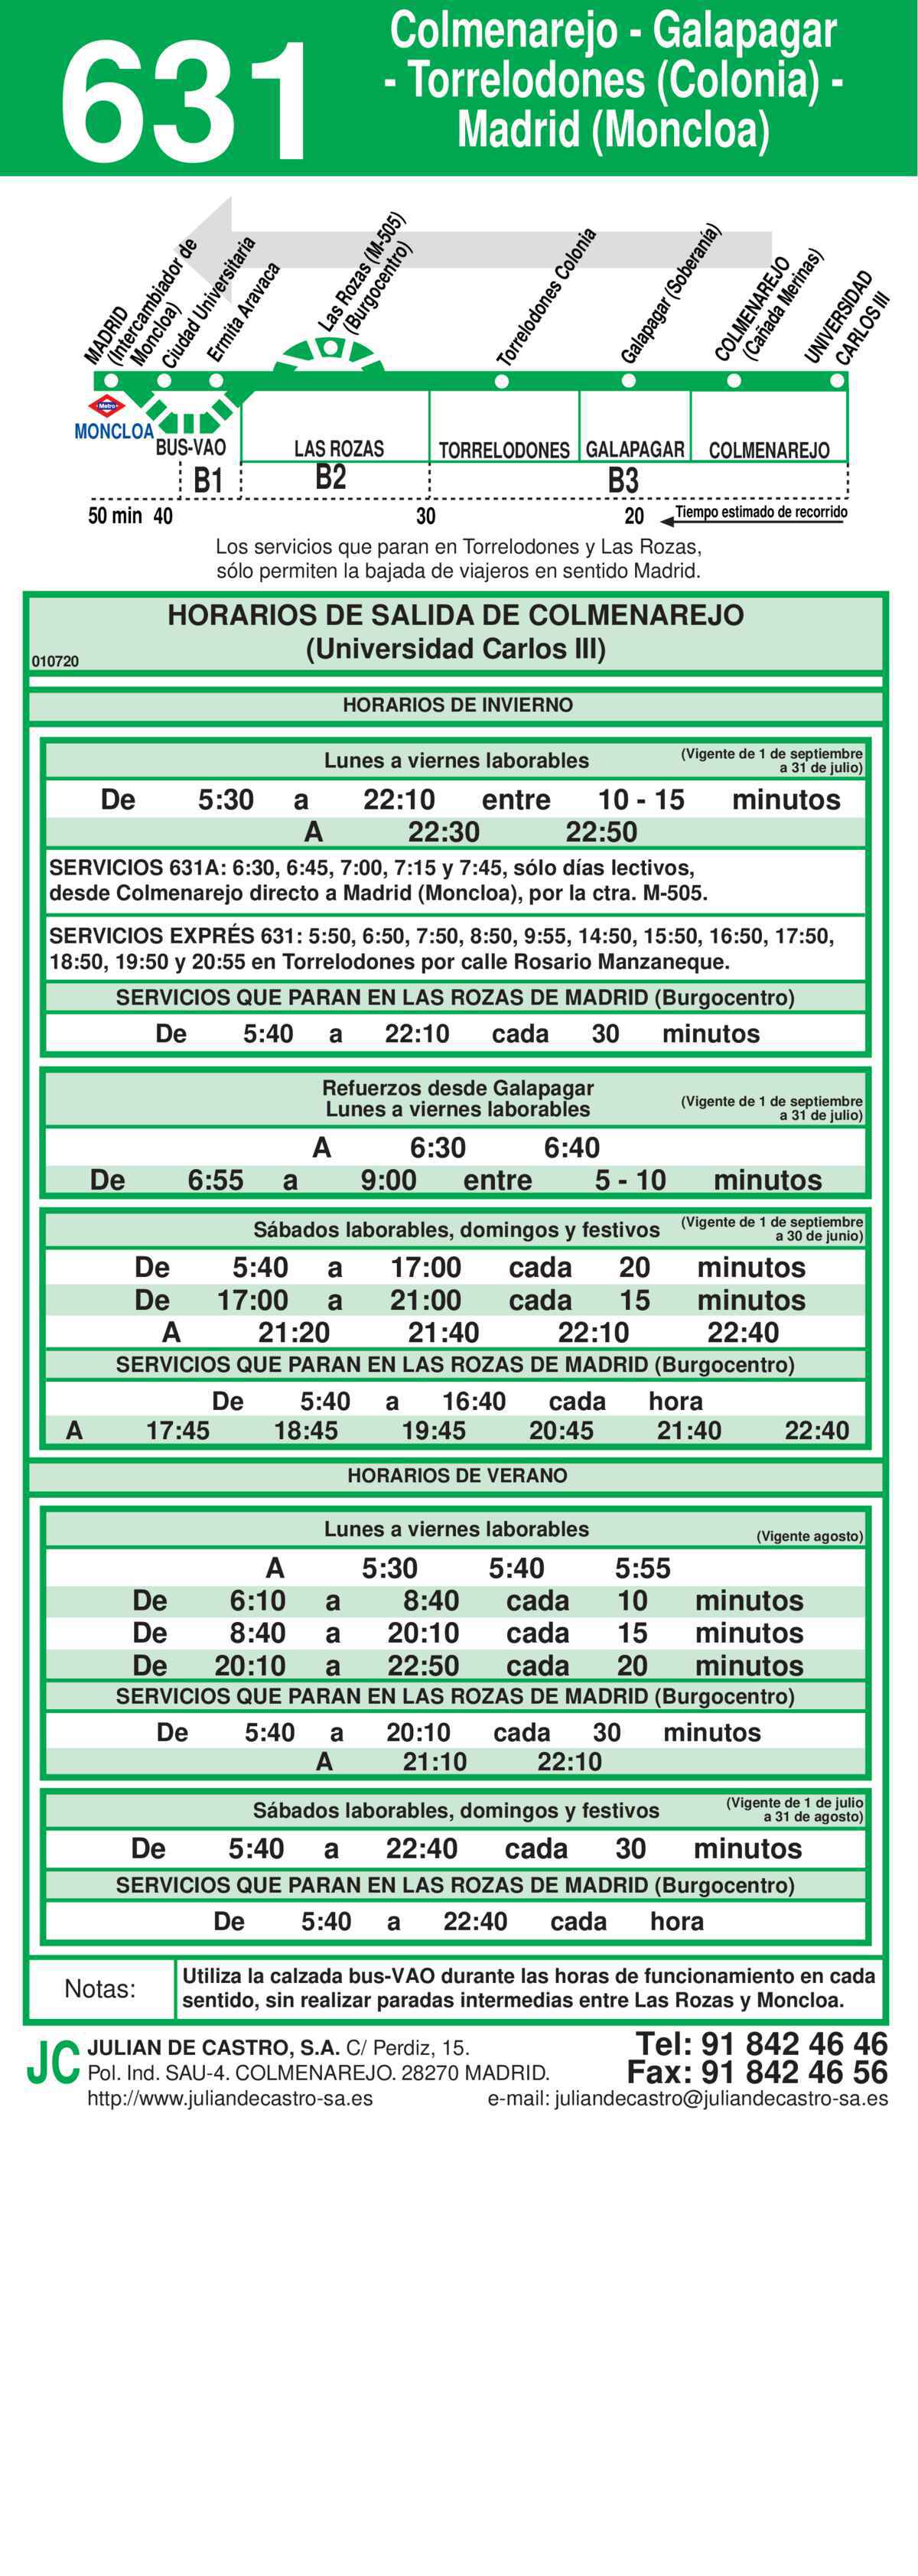 631
Colmenarejo - Galapagar
- Torrelodones (Colonia) -
Madrid (Moncloa)
MADRID
(Intercambiador de
Moncloa)
Ciudad Universitaria
Ermita Aravaca
Las Rozas (M-505)
(Burgocentro)
Torrelodones Colonia
Galapagar (Soberanía)
COLMENAREJO
(Cañada Merinas)
UNIVERSIDAD
CARLOS III
Metro
MONCLOA
BUS-VAO
LAS ROZAS TORRELODONES GALAPAGAR COLMENAREJO
B1 B2 B3
50 min 40 30 20 Tiempo estimado de recorrido
Los servicios que paran en Torrelodones y Las Rozas,
sólo permiten la bajada de viajeros en sentido Madrid.
HORARIOS DE SALIDA DE COLMENAREJO
(Universidad Carlos III)
010720
HORARIOS DE INVIERNO
Lunes a viernes laborables (Vigente de 1 de septiembre
a 31 de julio)
De 5:30 a 22:10 entre 10 - 15 minutos
A 22:30 22:50
SERVICIOS 631A: 6:30, 6:45, 7:00, 7:15 y 7:45, sólo días lectivos,
desde Colmenarejo directo a Madrid (Moncloa), por la ctra. M-505.
SERVICIOS EXPRÉS 631: 5:50, 6:50, 7:50, 8:50, 9:55, 14:50, 15:50, 16:50, 17:50,
18:50, 19:50 y 20:55 en Torrelodones por calle Rosario Manzaneque.
SERVICIOS QUE PARAN EN LAS ROZAS DE MADRID (Burgocentro)
De 5:40 a 22:10 cada 30 minutos
Refuerzos desde Galapagar
Lunes a viernes laborables (Vigente de 1 de septiembre
a 31 de julio)
A 6:30 6:40
De 6:55 a 9:00 entre 5 - 10 minutos
Sábados laborables, domingos y festivos (Vigente de 1 de septiembre
a 30 de junio)
De 5:40 a 17:00 cada 20 minutos
De 17:00 a 21:00 cada 15 minutos
A 21:20 21:40 22:10 22:40
SERVICIOS QUE PARAN EN LAS ROZAS DE MADRID (Burgocentro)
De 5:40 a 16:40 cada hora
A 17:45 18:45 19:45 20:45 21:40 22:40
HORARIOS DE VERANO
Lunes a viernes laborables (Vigente agosto)
A 5:30 5:40 5:55
De 6:10 a 8:40 cada 10 minutos
De 8:40 a 20:10 cada 15 minutos
De 20:10 a 22:50 cada 20 minutos
SERVICIOS QUE PARAN EN LAS ROZAS DE MADRID (Burgocentro)
De 5:40 a 20:10 cada 30 minutos
A 21:10 22:10
Sábados laborables, domingos y festivos (Vigente de 1 de julio
a 31 de agosto)
De 5:40 a 22:40 cada 30 minutos
SERVICIOS QUE PARAN EN LAS ROZAS DE MADRID (Burgocentro)
De 5:40 a 22:40 cada hora
Notas: Utiliza la calzada bus-VAO durante las horas de funcionamiento en cada
sentido, sin realizar paradas intermedias entre Las Rozas y Moncloa.
JC JULIAN DE CASTRO, S.A. C/ Perdiz, 15.
Pol. Ind. SAU-4. COLMENAREJO. 28270 MADRID.
http://www.juliandecastro-sa.es
Tel: 91 842 46 46
Fax: 91 842 46 56
e-mail: juliandecastro@juliandecastro-sa.es